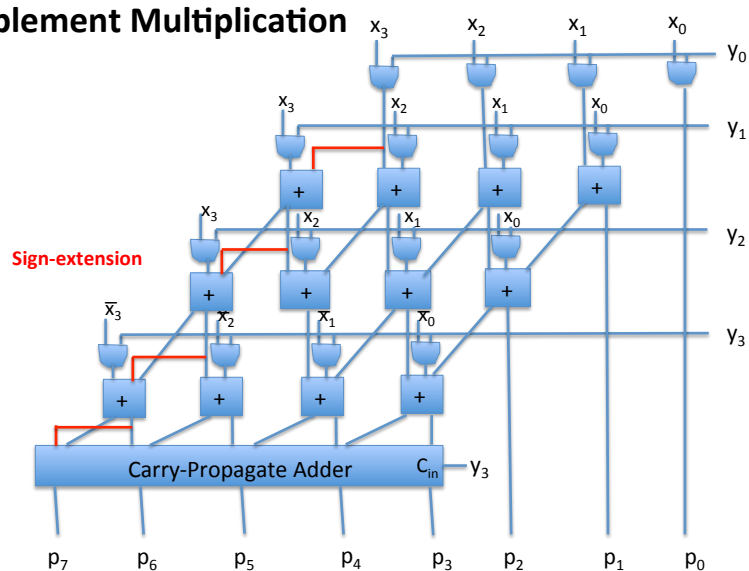 plement Multiplication
x₃ x₂ x₁ x₀
y₀
x₃ x₂ x₁ x₀
y₁
+ + + +
x₃ x₂ x₁ x₀
y₂
Sign-extension
+ + + +
x̅₃ x̅₂ x̅₁ x̅₀
y₃
+ + + +
Carry-Propagate Adder Cᵢₙ y₃
p₇ p₆ p₅ p₄ p₃ p₂ p₁ p₀